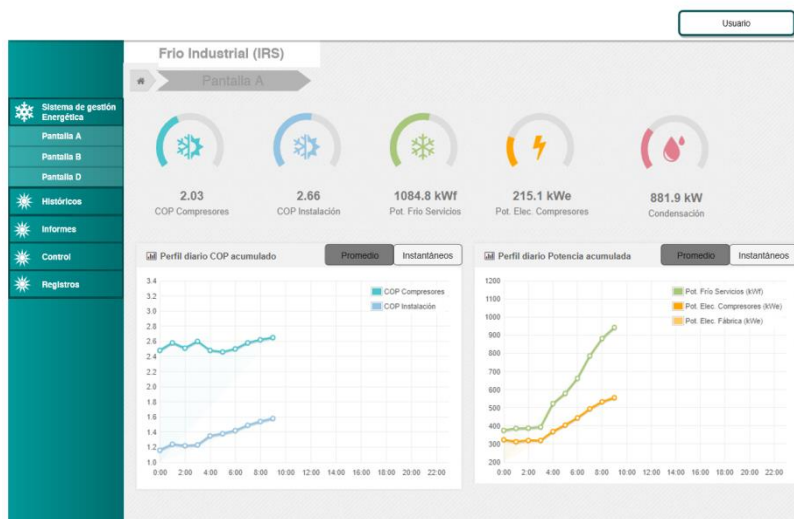 Usuario
Frio Industrial (IRS)
Pantalla A
Sistema de gestión
Energética
Pantalla A
Pantalla B
Pantalla D
Históricos
Informes
Control
Registros
2.03
COP Compresores
2.66
COP Instalación
1084.8 kWf
Pot. Frio Servicios
215.1 kWe
Pot. Elec. Compresores
881.9 kW
Condensación
Perfil diario COP acumulado
Promedio
Instantáneos
COP Compresores
COP Instalación
3.4
3.2
3.0
2.8
2.6
2.4
2.2
2.0
1.8
1.6
1.4
1.2
1.0
0:00 2:00 4:00 6:00 8:00 10:00 12:00 14:00 16:00 18:00 20:00 22:00
Perfil diario Potencia acumulada
Promedio
Instantáneos
Pot. Frío Servicios (kWf)
Pot. Elec. Compresores (kWe)
Pot. Elec. Fábrica (kWe)
1200
1100
1000
900
800
700
600
500
400
300
200
0:00 2:00 4:00 6:00 8:00 10:00 12:00 14:00 16:00 18:00 20:00 22:00